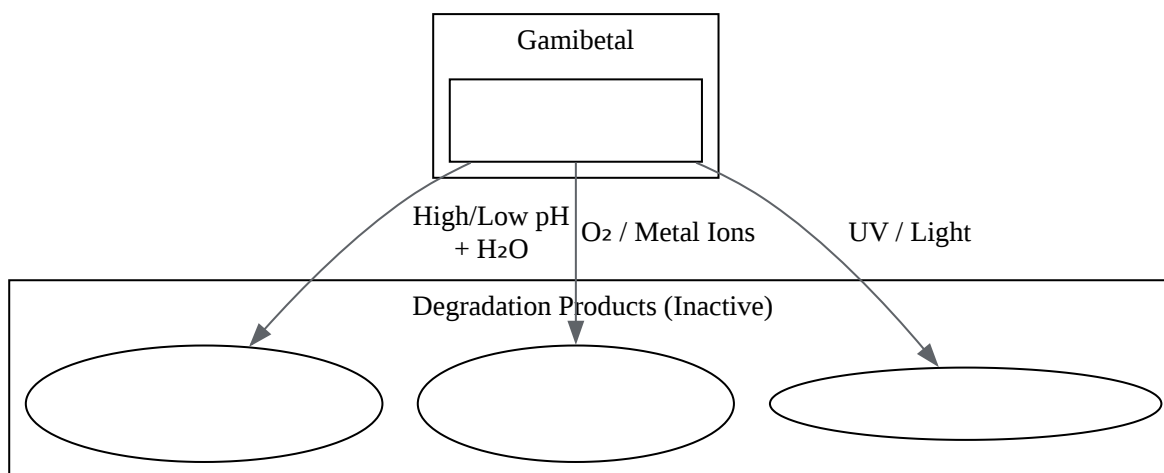 Gamibetal
High/Low pH
+ H₂O
O₂ / Metal Ions
UV / Light
Degradation Products (Inactive)